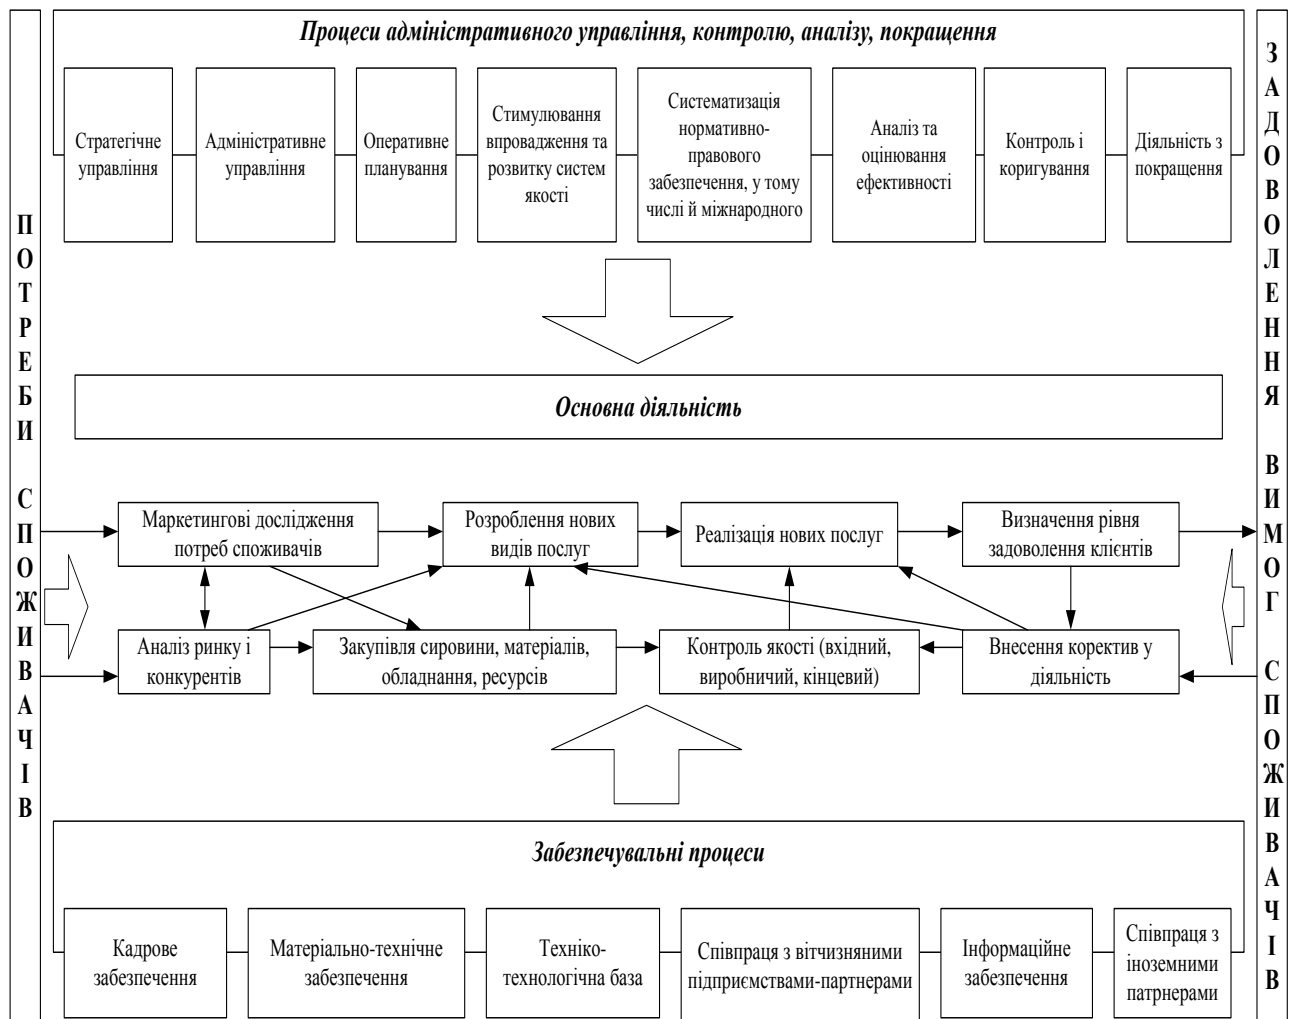 Процеси адміністративного управління, контролю, аналізу, покращення
Стратегічне
управління
Адміністративне
управління
Оперативне
планування
Стимулювання
впровадження та
розвитку систем
якості
Систематизація
нормативно-
правового
забезпечення, у тому
числі й міжнародного
Аналіз та
оцінювання
ефективності
Контроль і
коригування
Діяльність з
покращення
ПОТРЕБИ СПОЖИВАЧІВ
ЗАДОВОЛЕННЯ ВИМОГ СПОЖИВАЧІВ
Основна діяльність
Маркетингові дослідження
потреб споживачів
Розроблення нових
видів послуг
Реалізація нових послуг
Визначення рівня
задоволення клієнтів
Аналіз ринку і
конкурентів
Закупівля сировини, матеріалів,
обладнання, ресурсів
Контроль якості (вхідний,
виробничий, кінцевий)
Внесення коректив у
діяльність
Забезпечувальні процеси
Кадрове
забезпечення
Матеріально-технічне
забезпечення
Техніко-
технологічна база
Співпраця з вітчизняними
підприємствами-партнерами
Інформаційне
забезпечення
Співпраця з
іноземними
патрнерами